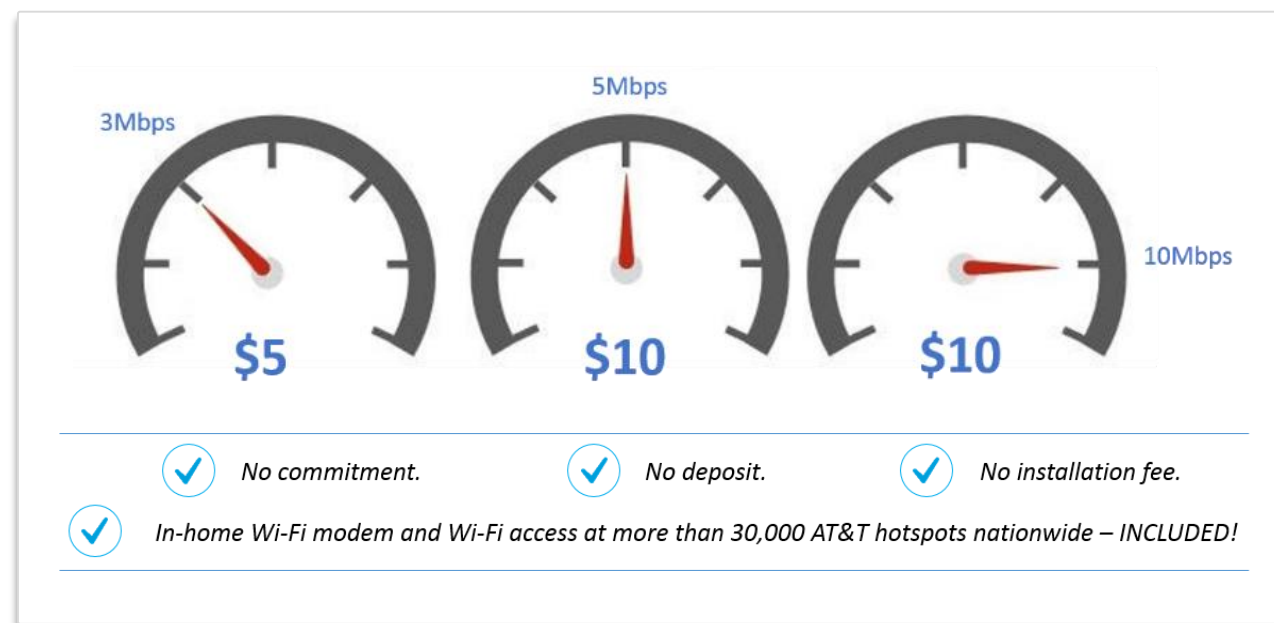 5Mbps
3Mbps
10Mbps
$5
$10
$10
No commitment.
No deposit.
No installation fee.
In-home Wi-Fi modem and Wi-Fi access at more than 30,000 AT&T hotspots nationwide – INCLUDED!